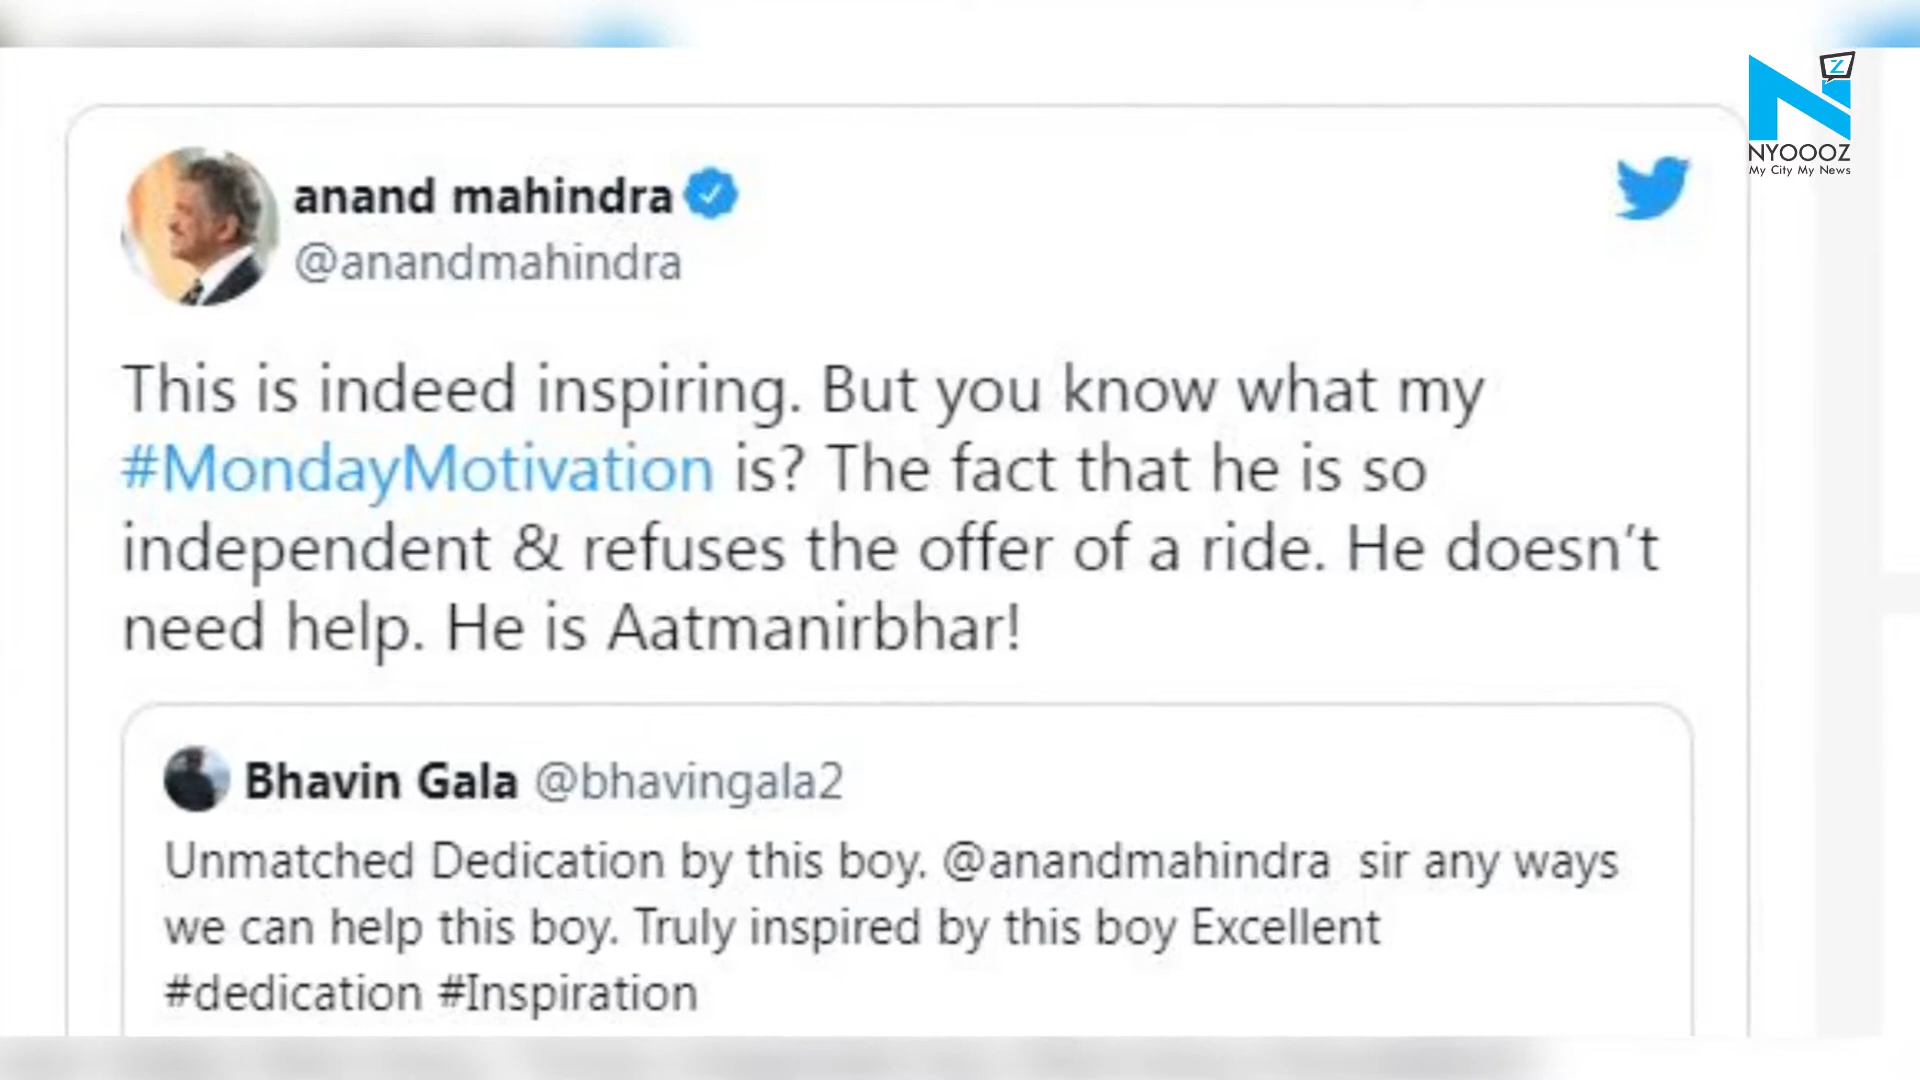 Z
NYOOOZ
My City My News
anand mahindra
@anandmahindra
This is indeed inspiring. But you know what my
#MondayMotivation is? The fact that he is so
independent & refuses the offer of a ride. He doesn’t
need help. He is Aatmanirbhar!
Bhavin Gala @bhavingala2
Unmatched Dedication by this boy. @anandmahindra  sir any ways
we can help this boy. Truly inspired by this boy Excellent
#dedication #Inspiration